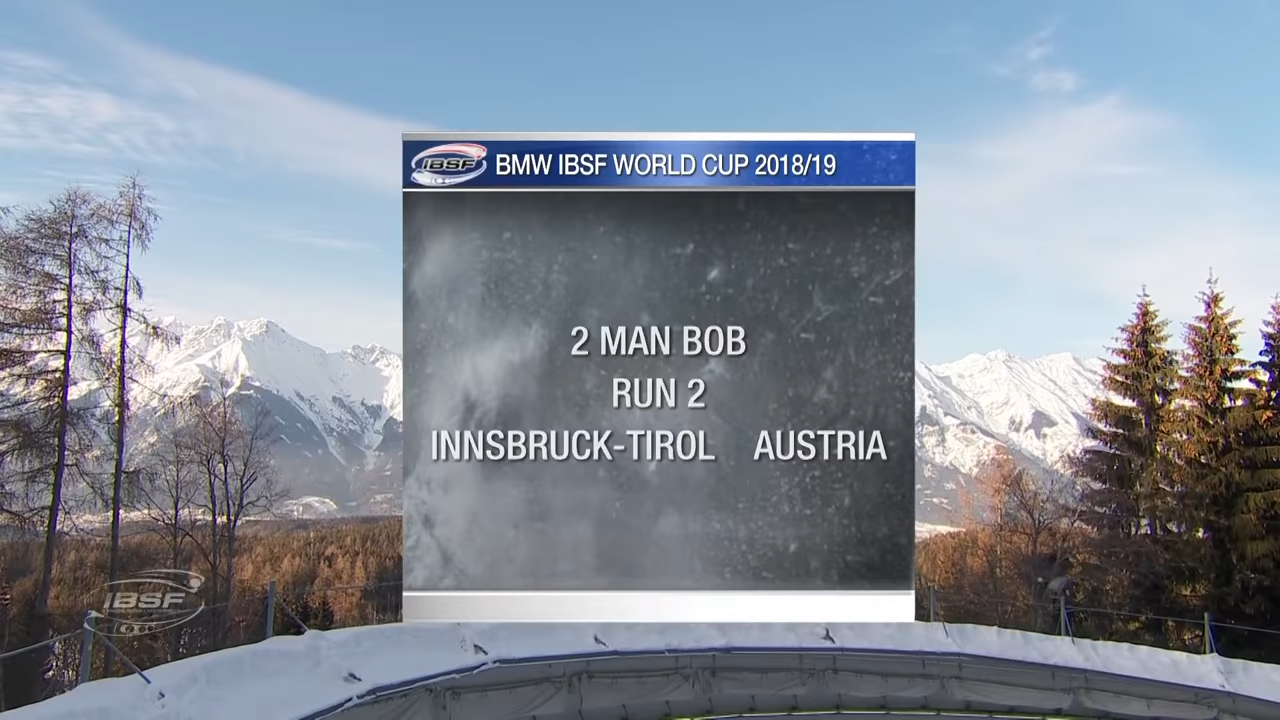 IBSF BMW IBSF WORLD CUP 2018/19
2 MAN BOB
RUN 2
INNSBRUCK-TIROL AUSTRIA
IBSF